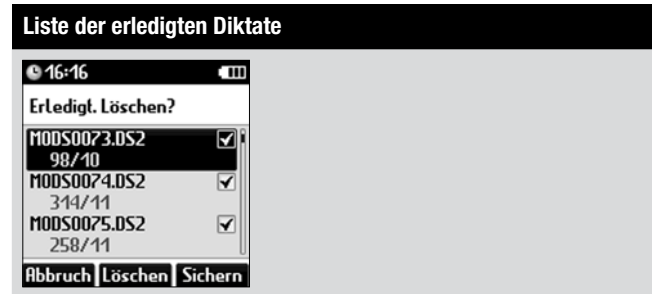 Liste der erledigten Diktate
16:16
Erledigt. Löschen?
MODS0073.DS2
98/10
MODS0074.DS2
314/11
MODS0075.DS2
258/11
Abbruch Löschen Sichern